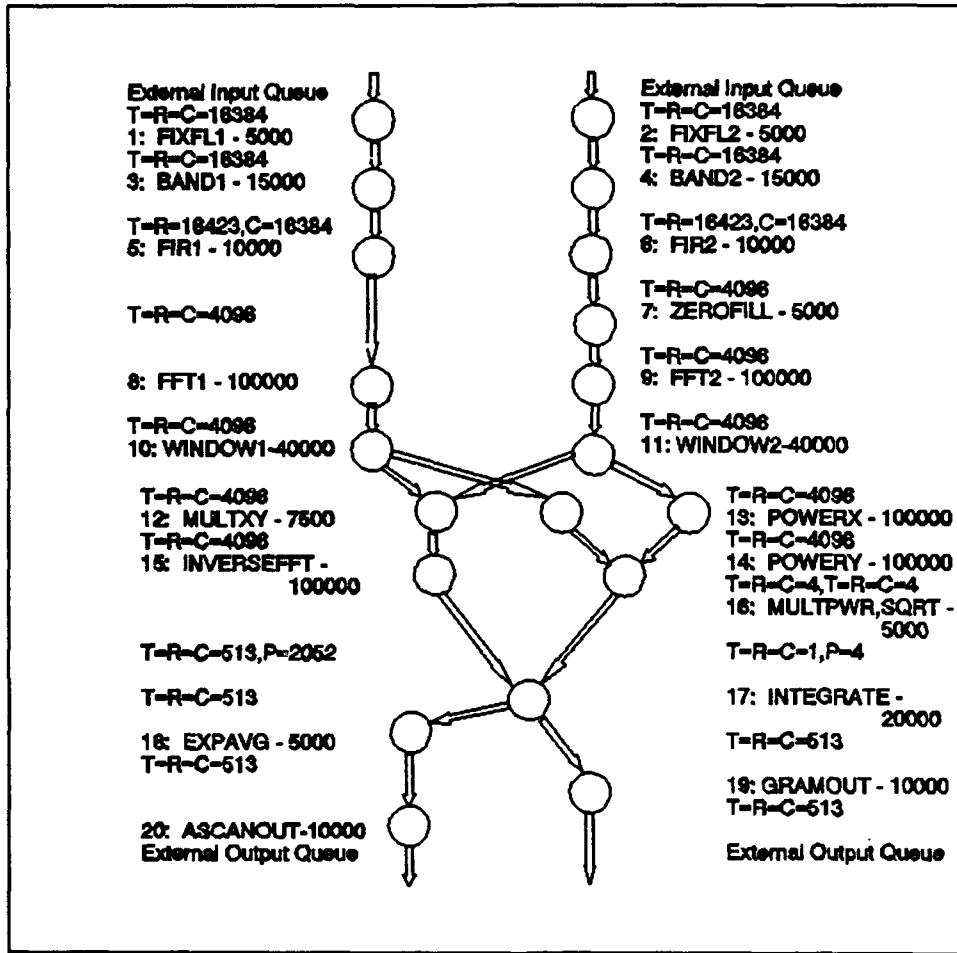 External Input Queue
T=R=C=16384
1: FIXFL1 - 5000
T=R=C=16384
3: BAND1 - 15000
T=R=16423,C=16384
5: FIR1 - 10000
T=R=C=4096
8: FFT1 - 100000
T=R=C=4096
10: WINDOW1-40000
T=R=C=4096
12: MULTXY - 7500
T=R=C=4096
15: INVERSEFFT -
100000
T=R=C=513,P=2052
T=R=C=513
18: EXPAVG - 5000
T=R=C=513
20: ASCANOUT-10000
External Output Queue
External Input Queue
T=R=C=16384
2: FIXFL2 - 5000
T=R=C=16384
4: BAND2 - 15000
T=R=16423,C=16384
6: FIR2 - 10000
T=R=C=4096
7: ZEROFILL - 5000
T=R=C=4096
9: FFT2 - 100000
T=R=C=4096
11: WINDOW2-40000
T=R=C=4096
13: POWERX - 100000
T=R=C=4096
14: POWERY - 100000
T=R=C=4,T=R=C=4
16: MULTPWR,SQRT -
5000
T=R=C=1,P=4
17: INTEGRATE -
20000
T=R=C=513
19: GRAMOUT - 10000
T=R=C=513
External Output Queue